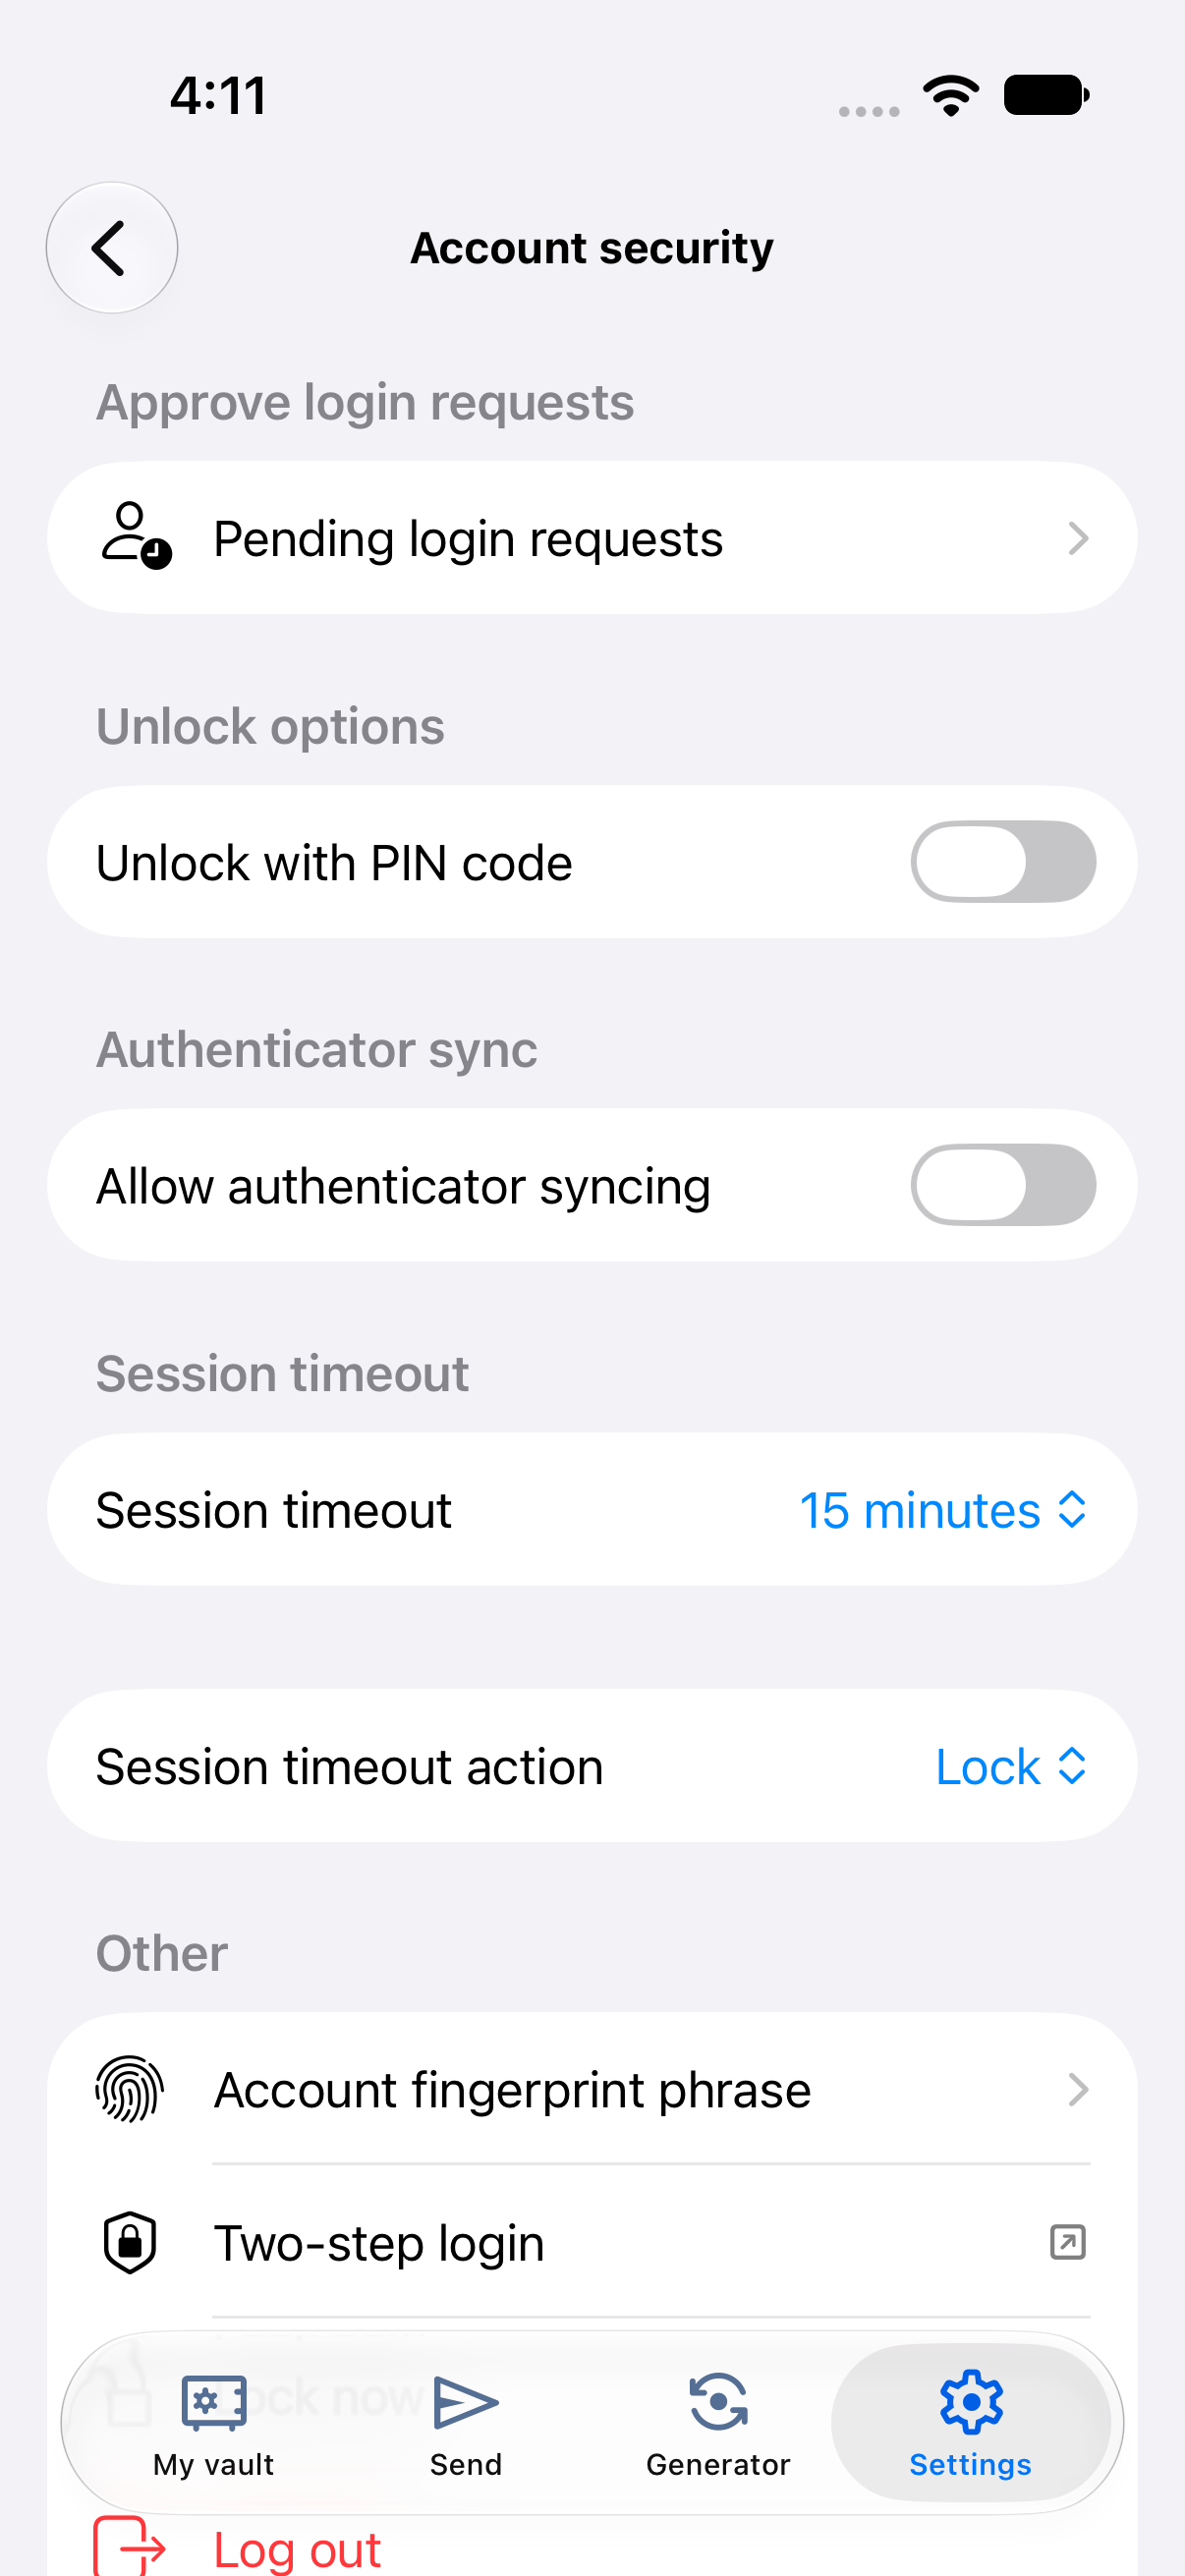 4:11
Account security
Approve login requests
Pending login requests
Unlock options
Unlock with PIN code
Authenticator sync
Allow authenticator syncing
Session timeout
Session timeout 15 minutes
Session timeout action Lock
Other
Account fingerprint phrase
Two-step login
Lock now
My vault Send Generator Settings
Log out